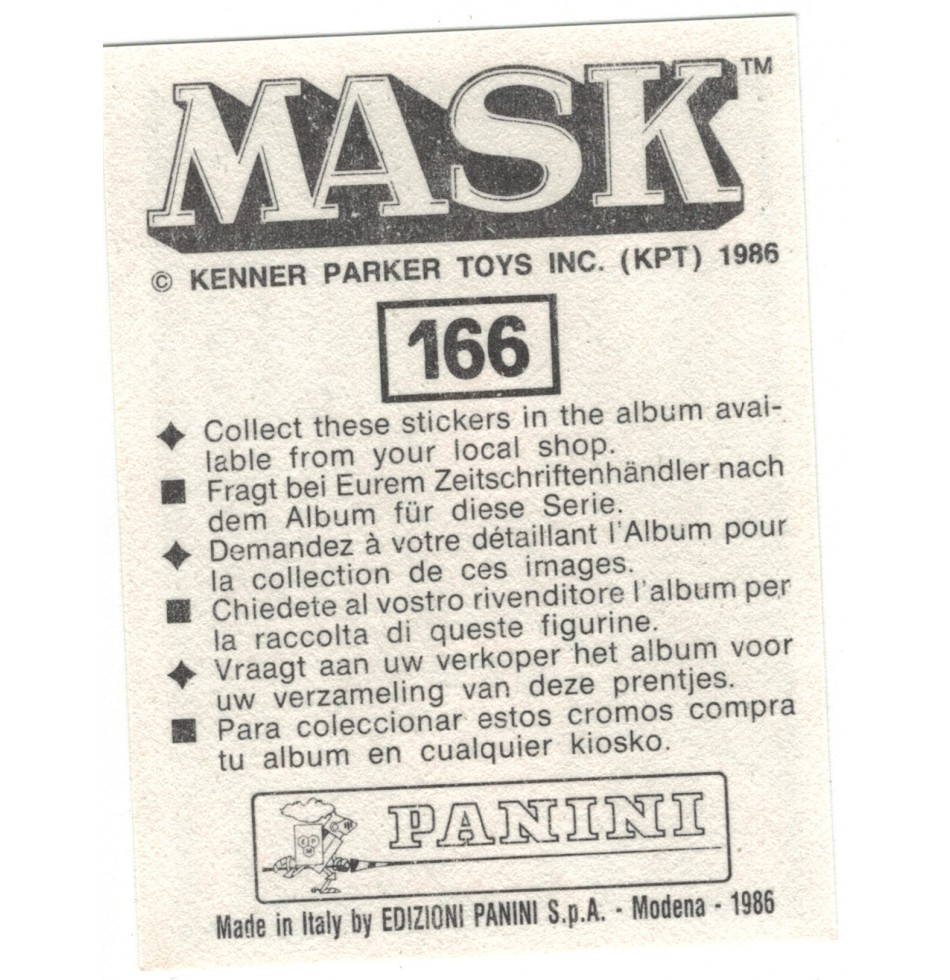 MASK™
© KENNER PARKER TOYS INC. (KPT) 1986
166
Collect these stickers in the album avai-
lable from your local shop.
Fragt bei Eurem Zeitschriftenhändler nach
dem Album für diese Serie.
Demandez à votre détaillant l'Album pour
la collection de ces images.
Chiedete al vostro rivenditore l'album per
la raccolta di queste figurine.
Vraagt aan uw verkoper het album voor
uw verzameling van deze prentjes.
Para coleccionar estos cromos compra
tu album en cualquier kiosko.
PANINI
Made in Italy by EDIZIONI PANINI S.p.A. - Modena - 1986